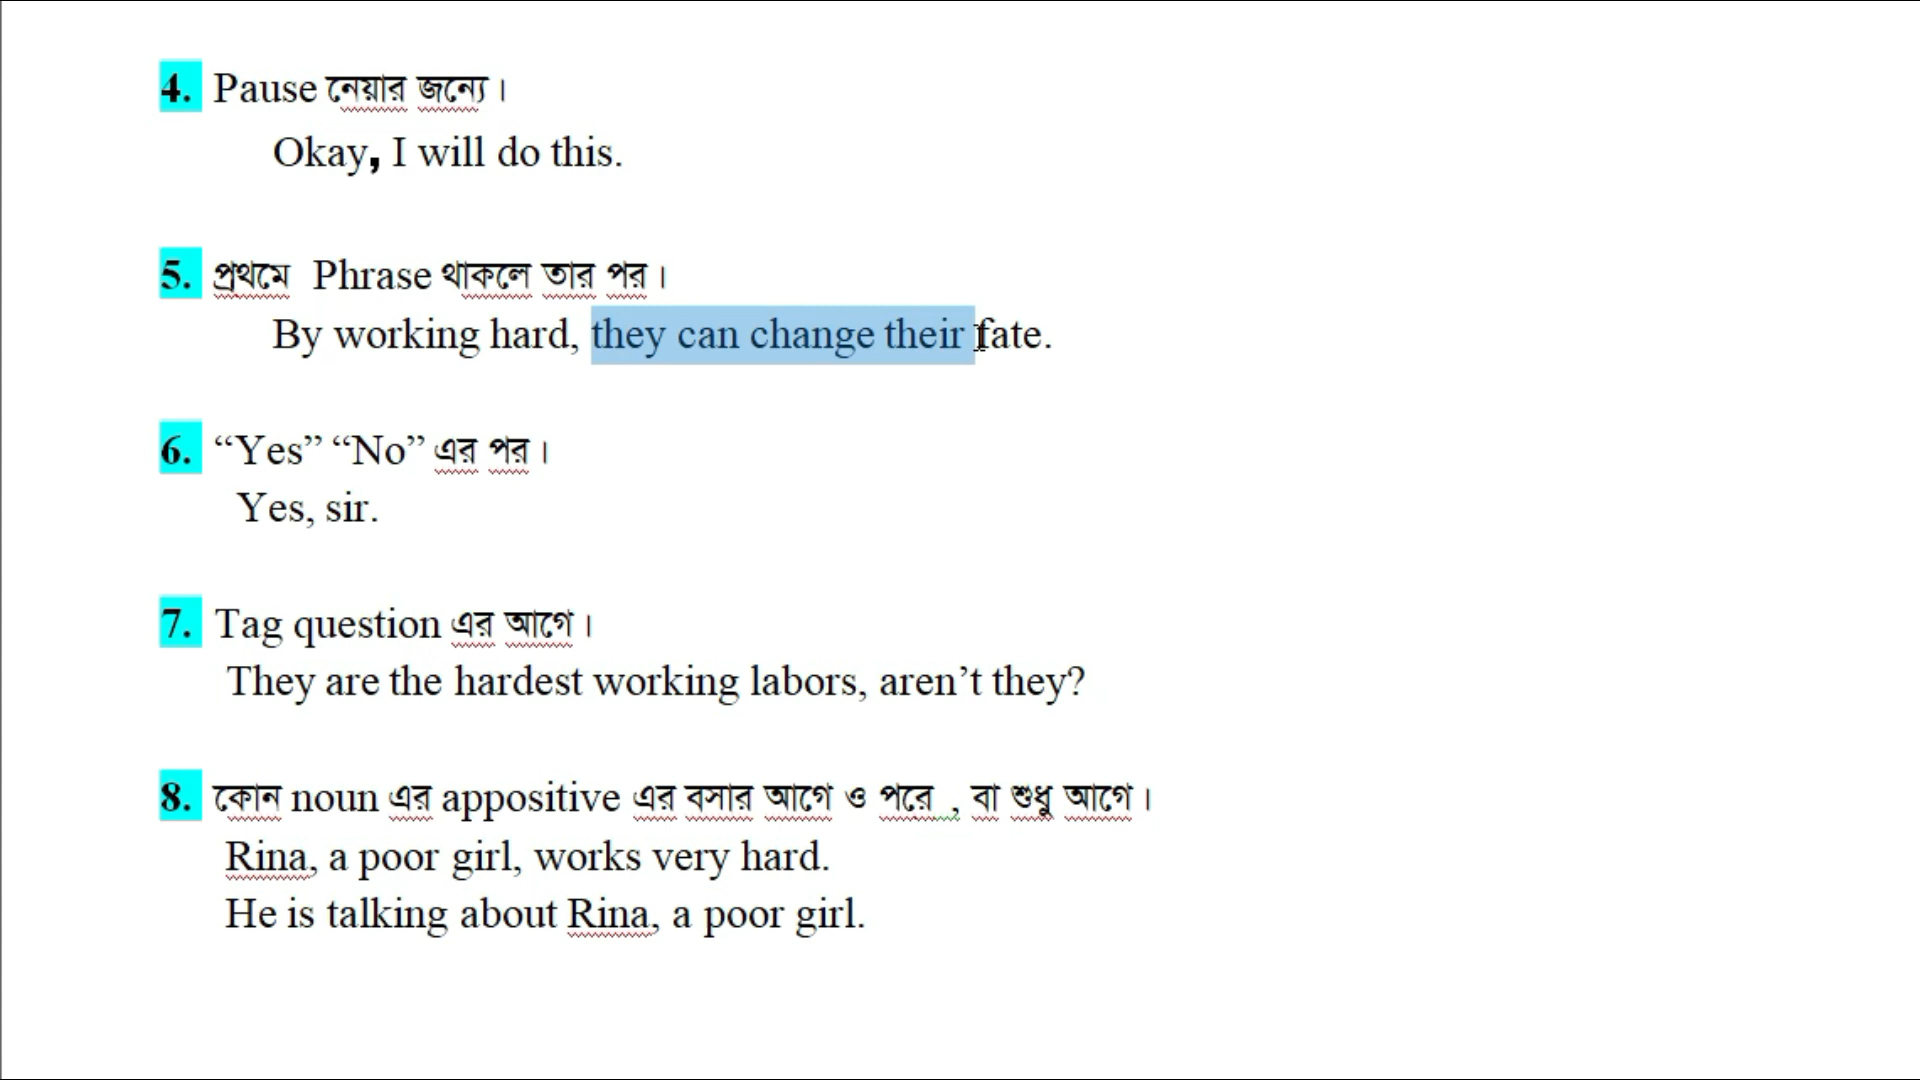 4. Pause নেয়ার জন্যে।
Okay, I will do this.
5. প্রথমে Phrase থাকলে তার পর।
By working hard, they can change their fate.
6. “Yes” “No” এর পর।
Yes, sir.
7. Tag question এর আগে।
They are the hardest working labors, aren’t they?
8. কোন noun এর appositive এর বসার আগে ও পরে , বা শুধু আগে।
Rina, a poor girl, works very hard.
He is talking about Rina, a poor girl.